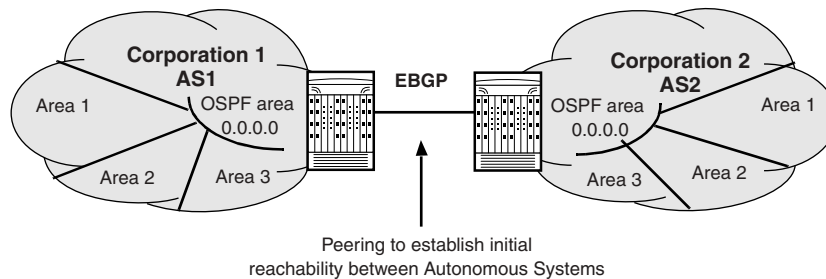 Corporation 1
AS1
Area 1
OSPF area
0.0.0.0
Area 2
Area 3
EBGP
Corporation 2
AS2
OSPF area
0.0.0.0
Area 1
Area 3
Area 2
Peering to establish initial
reachability between Autonomous Systems